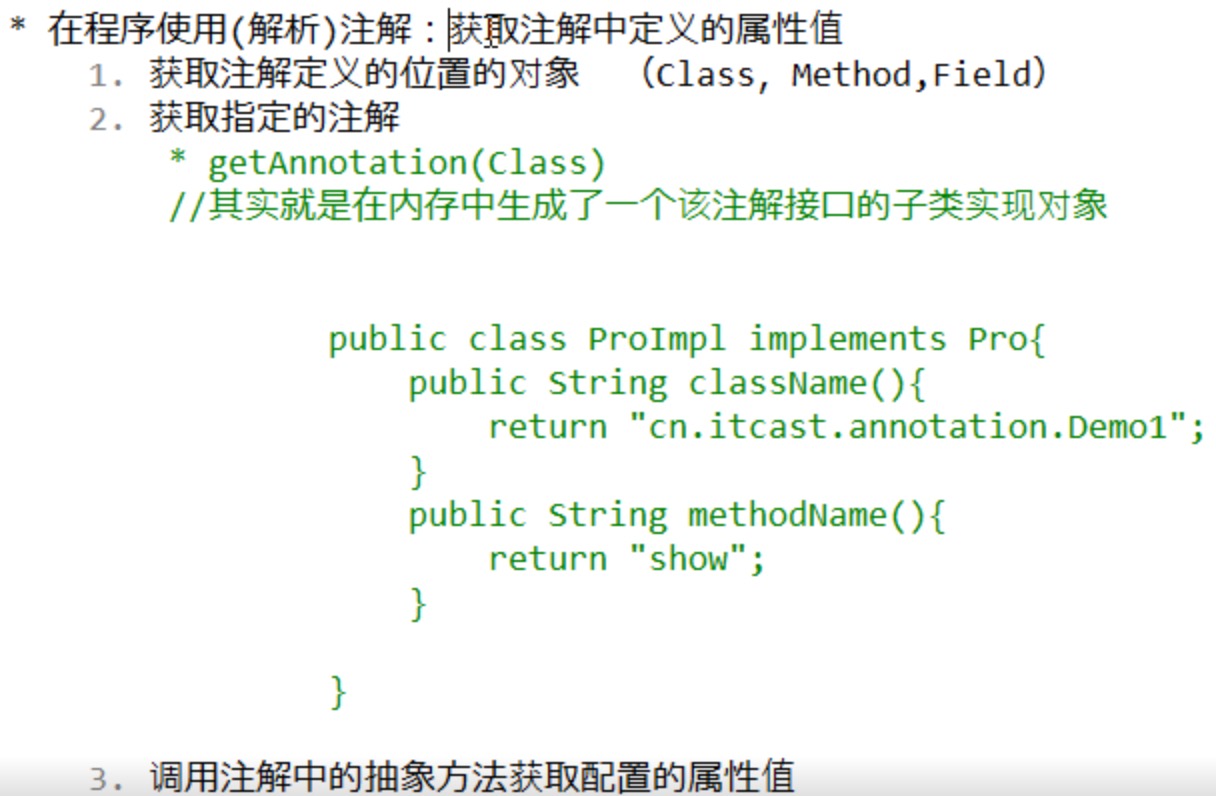 * 在程序使用(解析)注解：获取注解中定义的属性值
1. 获取注解定义的位置的对象 （Class, Method,Field）
2. 获取指定的注解
* getAnnotation(Class)
//其实就是在内存中生成了一个该注解接口的子类实现对象
public class ProImpl implements Pro{
public String className(){
return "cn.itcast.annotation.Demo1";
}
public String methodName(){
return "show";
}
}
3. 调用注解中的抽象方法获取配置的属性值